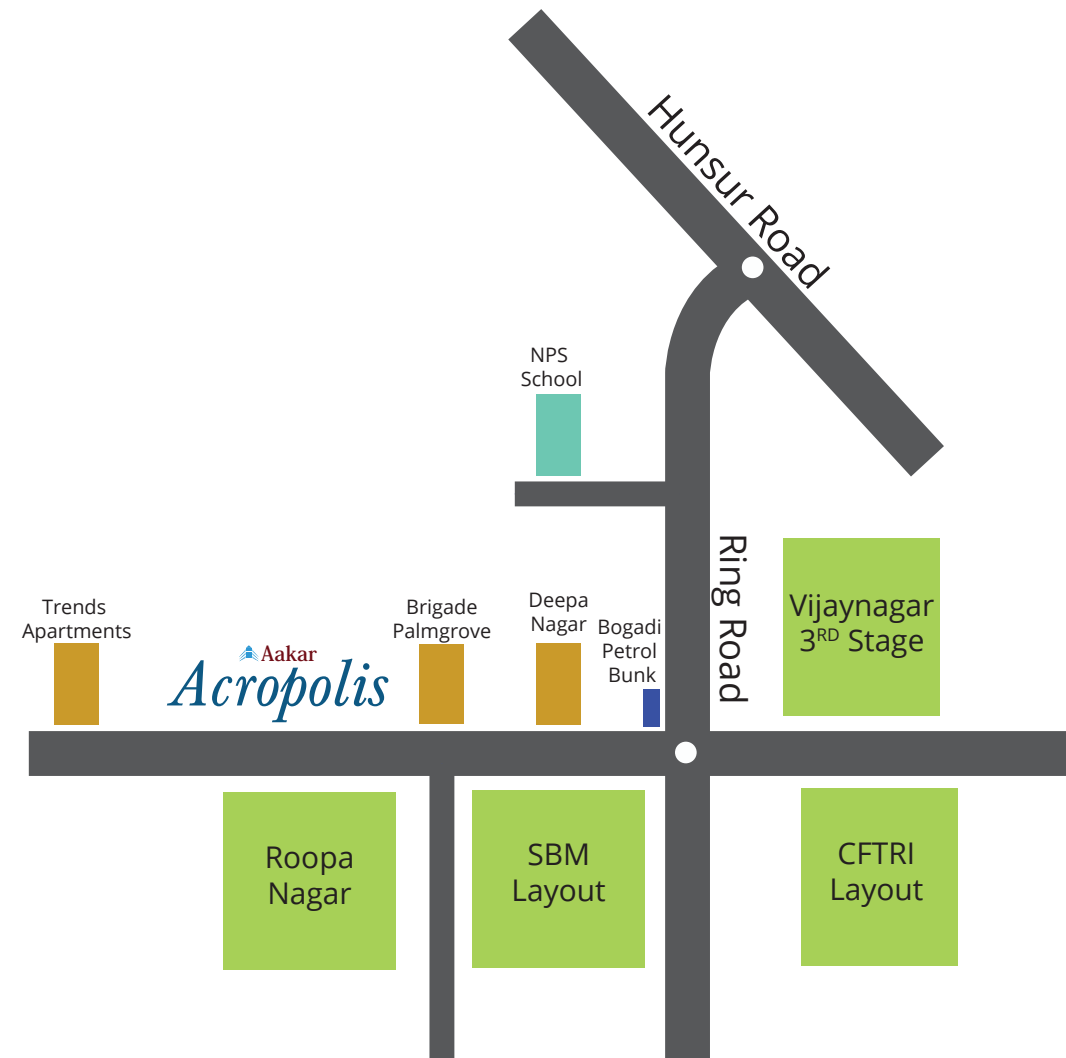 Hunsur Road
NPS
School
Ring Road
Vijaynagar
3RD Stage
Trends
Apartments
Aakar
Acropolis
Brigade
Palmgrove
Deepa
Nagar
Bogadi
Petrol
Bunk
Roopa
Nagar
SBM
Layout
CFTRI
Layout